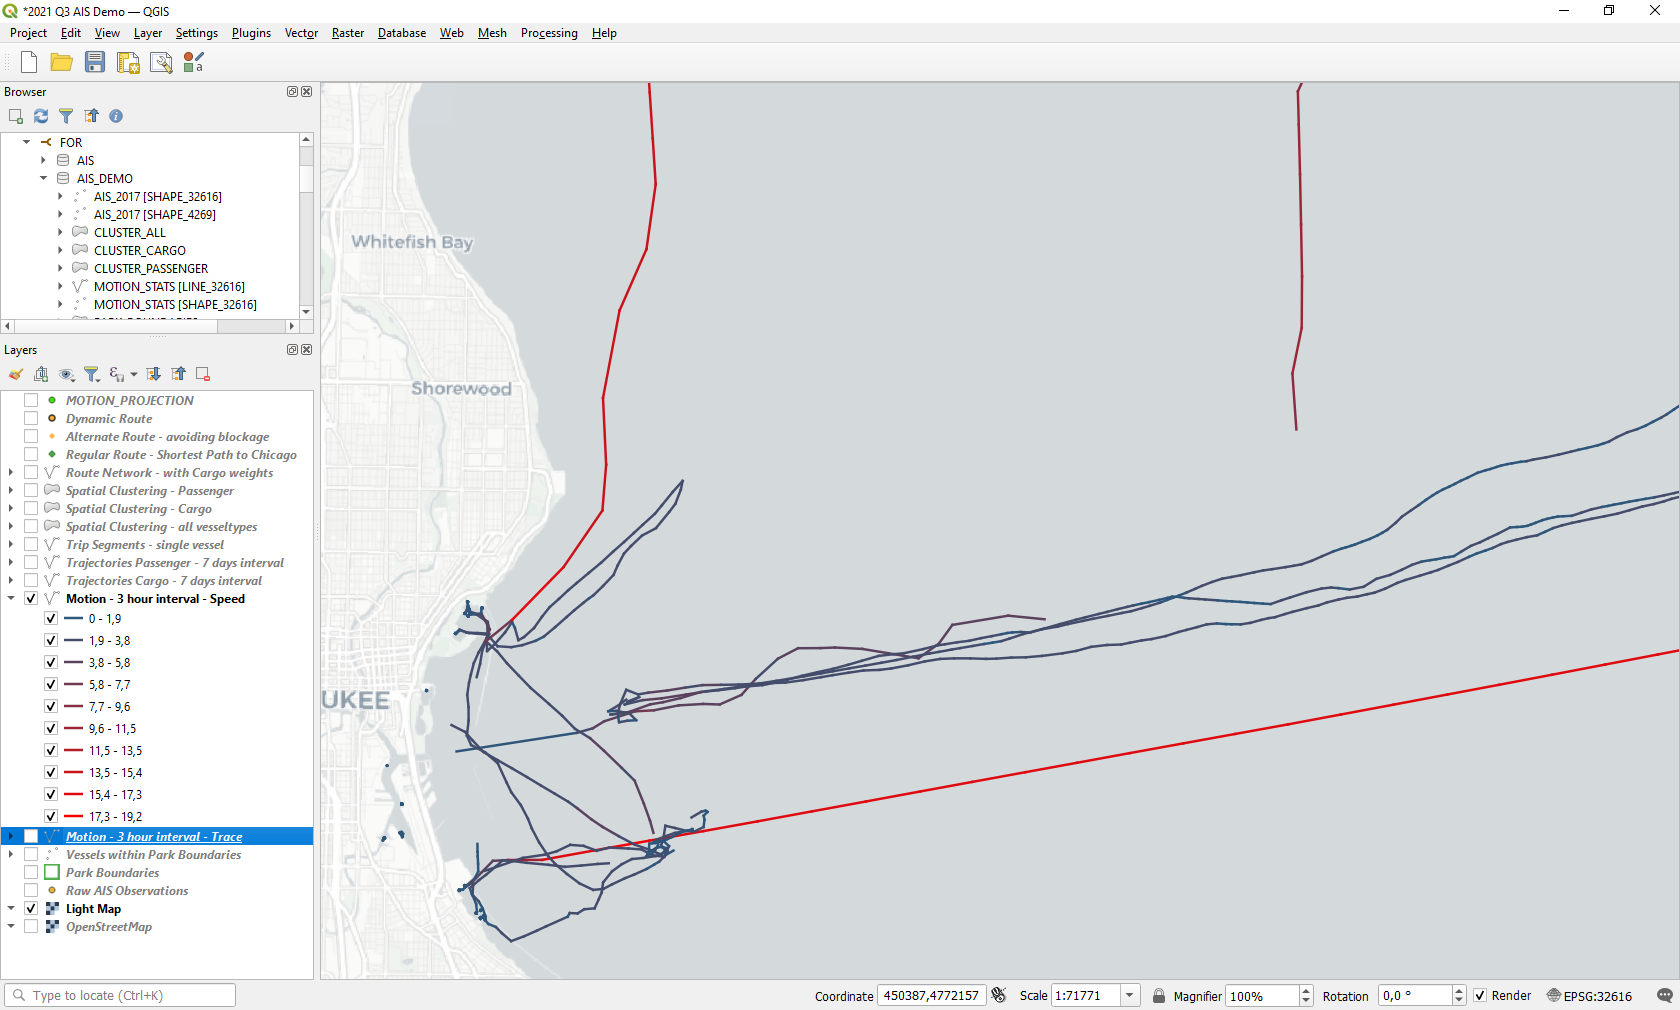 *2021 Q3 AIS Demo — QGIS
Project Edit View Layer Settings Plugins Vector Raster Database Web Mesh Processing Help
Browser
FOR
AIS
AIS_DEMO
AIS_2017 [SHAPE_32616]
AIS_2017 [SHAPE_4269]
CLUSTER_ALL
CLUSTER_CARGO
CLUSTER_PASSENGER
MOTION_STATS [LINE_32616]
MOTION_STATS [SHAPE_32616]
Layers
MOTION_PROJECTION
Dynamic Route
Alternate Route - avoiding blockage
Regular Route - Shortest Path to Chicago
Route Network - with Cargo weights
Spatial Clustering - Passenger
Spatial Clustering - Cargo
Spatial Clustering - all vesseltypes
Trip Segments - single vessel
Trajectories Passenger - 7 days interval
Trajectories Cargo - 7 days interval
Motion - 3 hour interval - Speed
0 - 1,9
1,9 - 3,8
3,8 - 5,8
5,8 - 7,7
7,7 - 9,6
9,6 - 11,5
11,5 - 13,5
13,5 - 15,4
15,4 - 17,3
17,3 - 19,2
Motion - 3 hour interval - Trace
Vessels within Park Boundaries
Park Boundaries
Raw AIS Observations
Light Map
OpenStreetMap
Whitefish Bay
Shorewood
UKEE
Type to locate (Ctrl+K)
Coordinate 450387,4772157 Scale 1:71771 Magnifier 100% Rotation 0,0 ° Render EPSG:32616